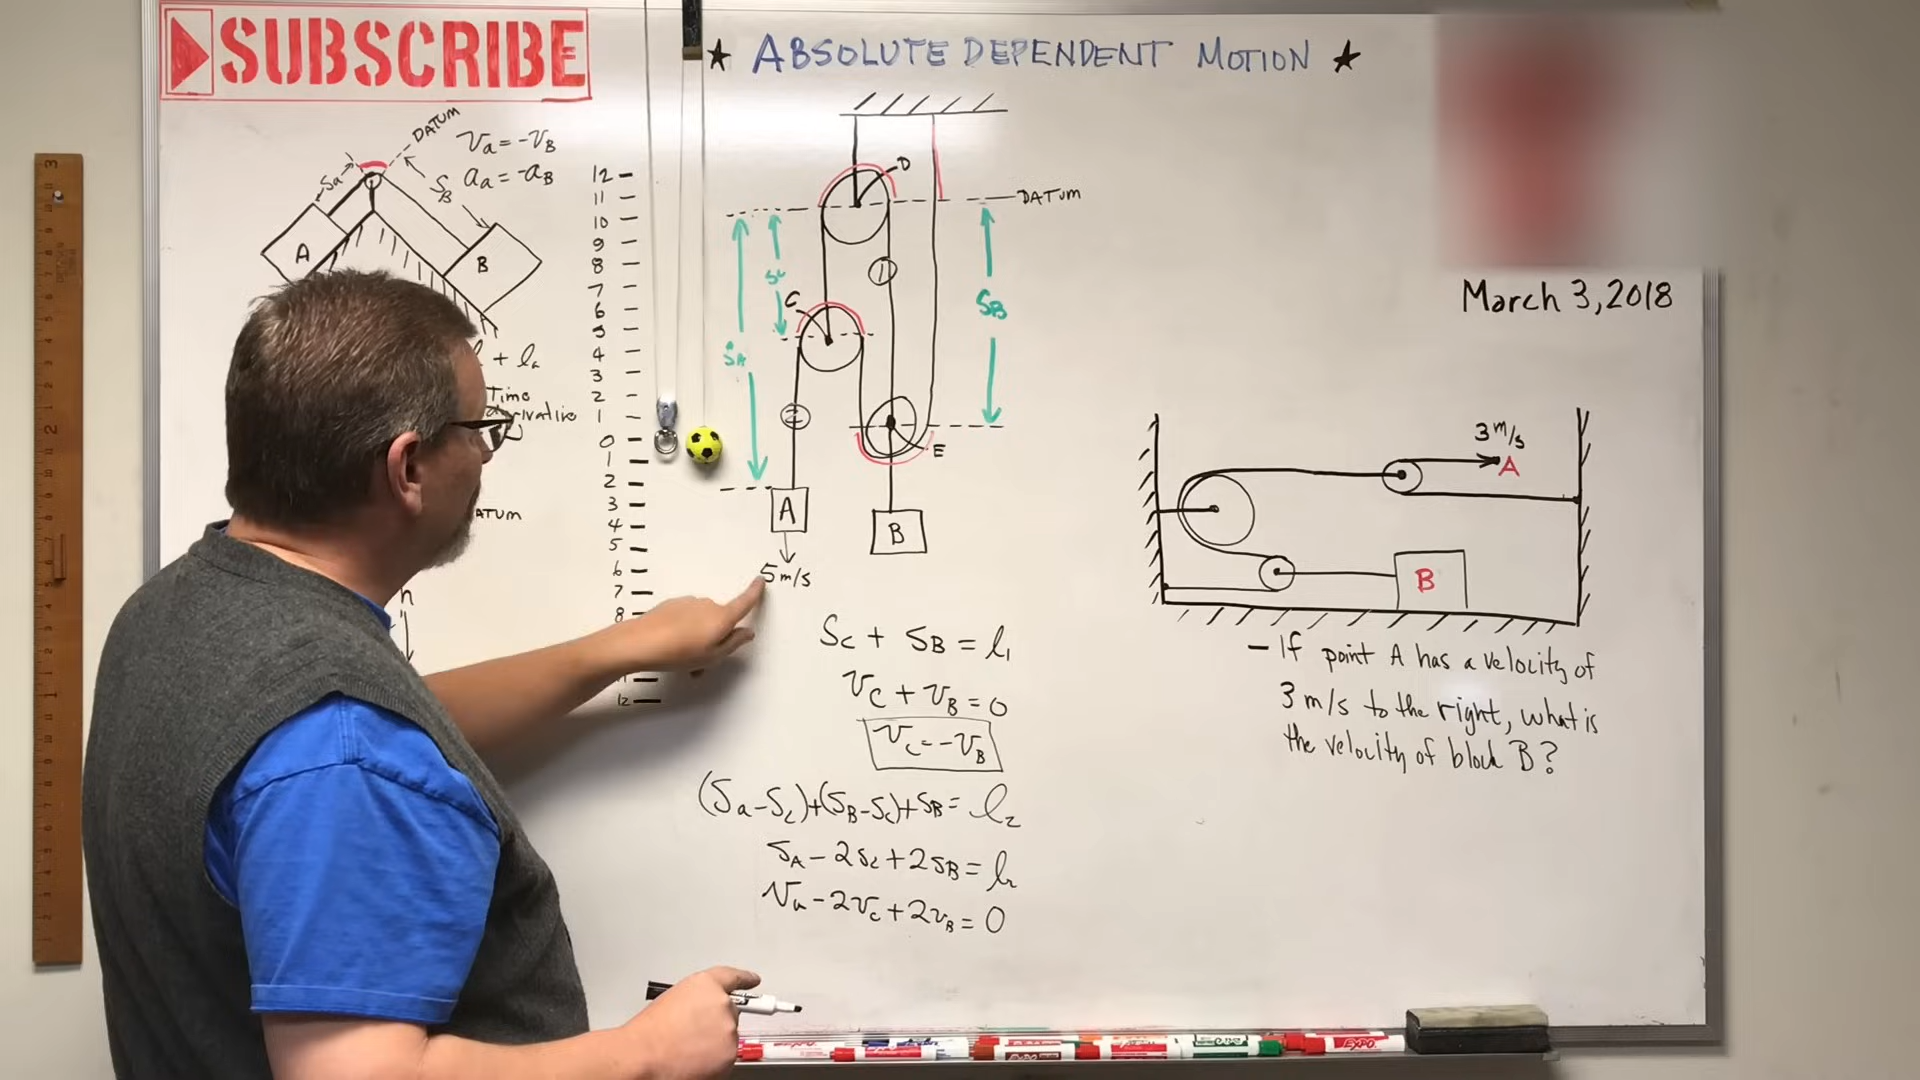 SUBSCRIBE
★ ABSOLUTE DEPENDENT MOTION ★
March 3, 2018
DATUM
Va = -VB
aa = -aB
Sa
SB
A
B
+ la
Time
derivative
ATUM
h
12
11
10
9
8
7
6
5
4
3
2
1
0
1
2
3
4
5
6
7
8
12
D
DATUM
1
SC
C
SA
SB
2
E
A
B
5 m/s
SC + SB = l1
VC + VB = 0
VC = -VB
(Sa-Sc)+(SB-Sc)+SB= l2
SA - 2Sc + 2SB = l2
Va - 2Vc + 2VB = 0
3 m/s
A
B
- If point A has a velocity of
3 m/s to the right, what is
the velocity of block B?
EXPO